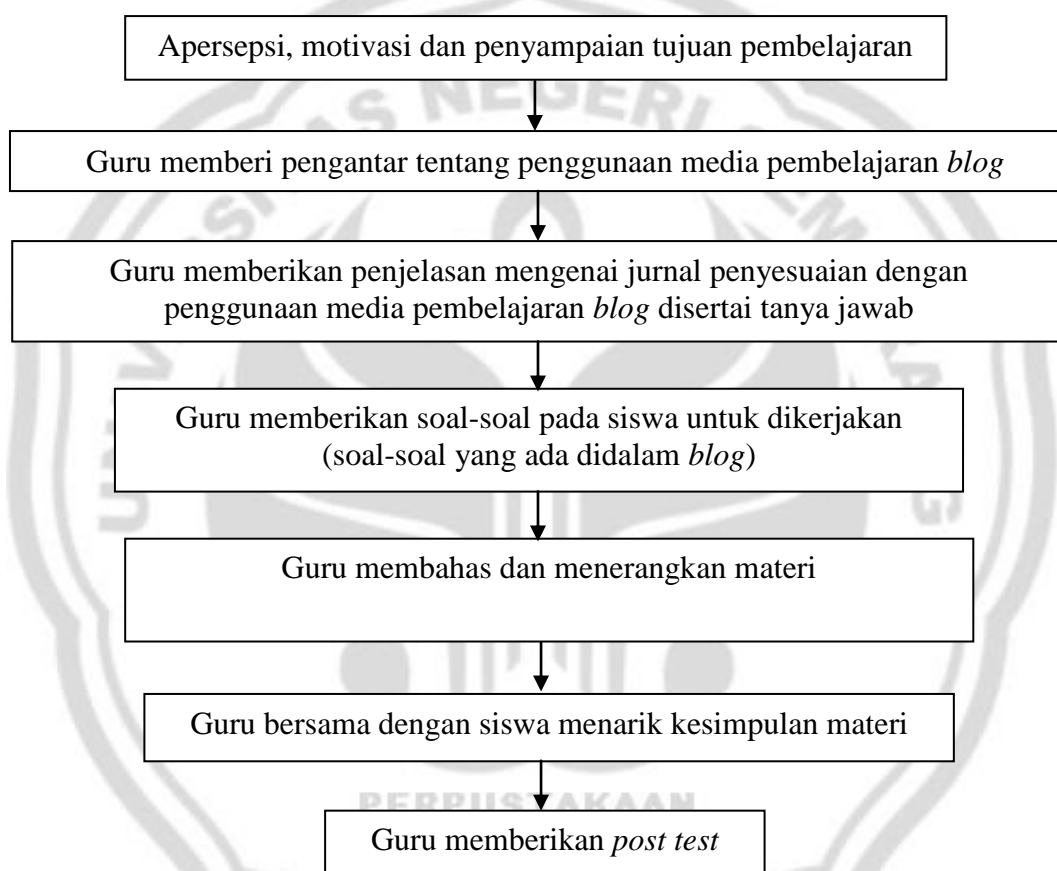 Apersepsi, motivasi dan penyampaian tujuan pembelajaran
Guru memberi pengantar tentang penggunaan media pembelajaran blog
Guru memberikan penjelasan mengenai jurnal penyesuaian dengan
penggunaan media pembelajaran blog disertai tanya jawab
Guru memberikan soal-soal pada siswa untuk dikerjakan
(soal-soal yang ada didalam blog)
Guru membahas dan menerangkan materi
Guru bersama dengan siswa menarik kesimpulan materi
PERPUSTAKAAN
Guru memberikan post test